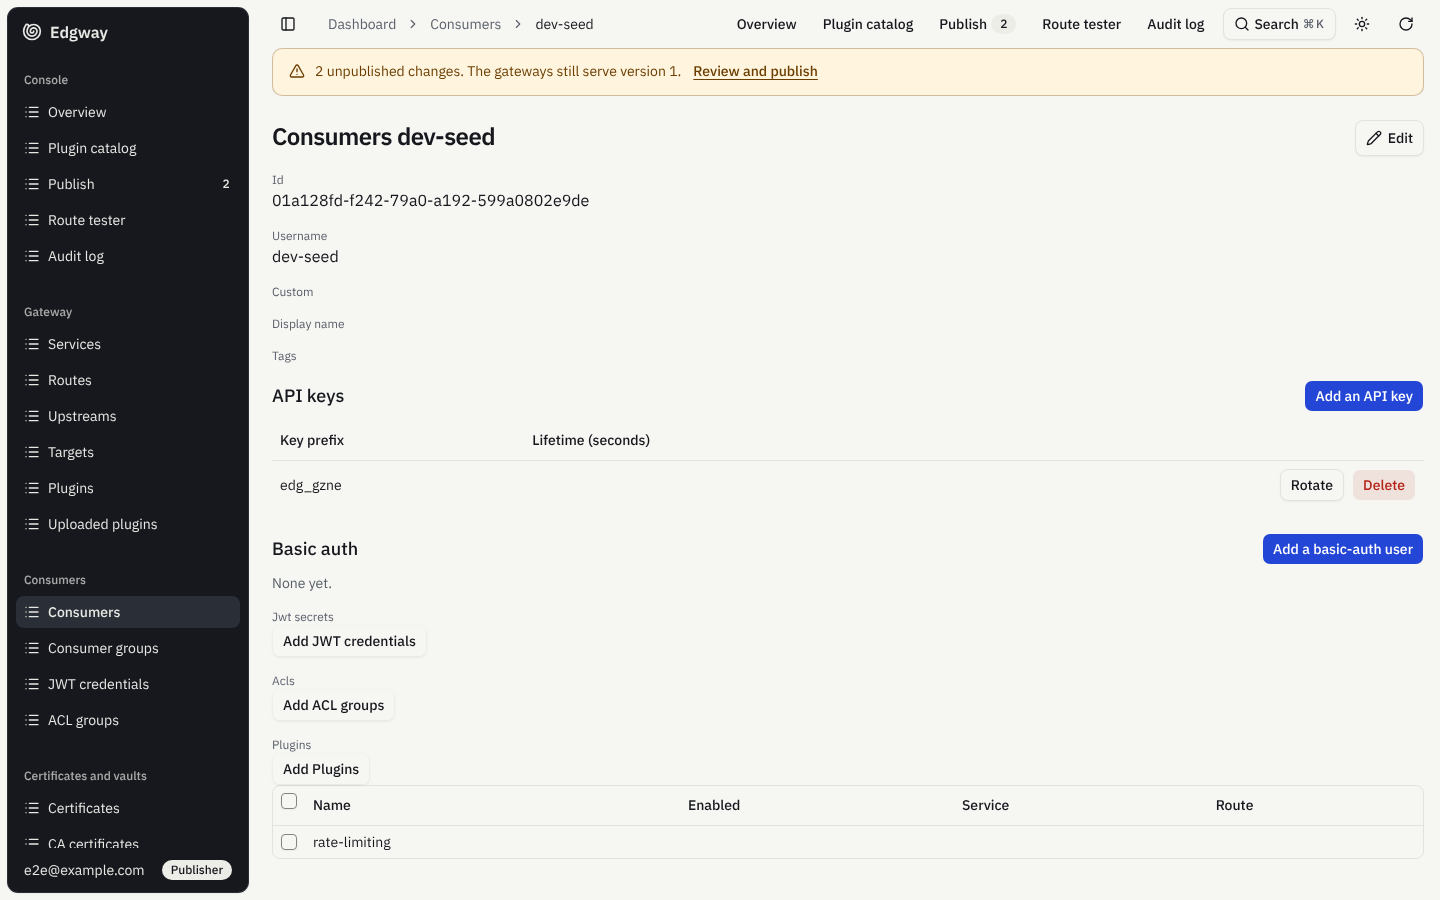 Edgway
Console
Overview
Plugin catalog
Publish 2
Route tester
Audit log
Gateway
Services
Routes
Upstreams
Targets
Plugins
Uploaded plugins
Consumers
Consumers
Consumer groups
JWT credentials
ACL groups
Certificates and vaults
Certificates
CA certificates
e2e@example.com Publisher
Dashboard > Consumers > dev-seed
Overview Plugin catalog Publish 2 Route tester Audit log Search ⌘ K
2 unpublished changes. The gateways still serve version 1. Review and publish
Consumers dev-seed Edit
Id
01a128fd-f242-79a0-a192-599a0802e9de
Username
dev-seed
Custom
Display name
Tags
API keys Add an API key
Key prefix Lifetime (seconds)
edg_gzne Rotate Delete
Basic auth Add a basic-auth user
None yet.
Jwt secrets
Add JWT credentials
Acls
Add ACL groups
Plugins
Add Plugins
Name Enabled Service Route
rate-limiting